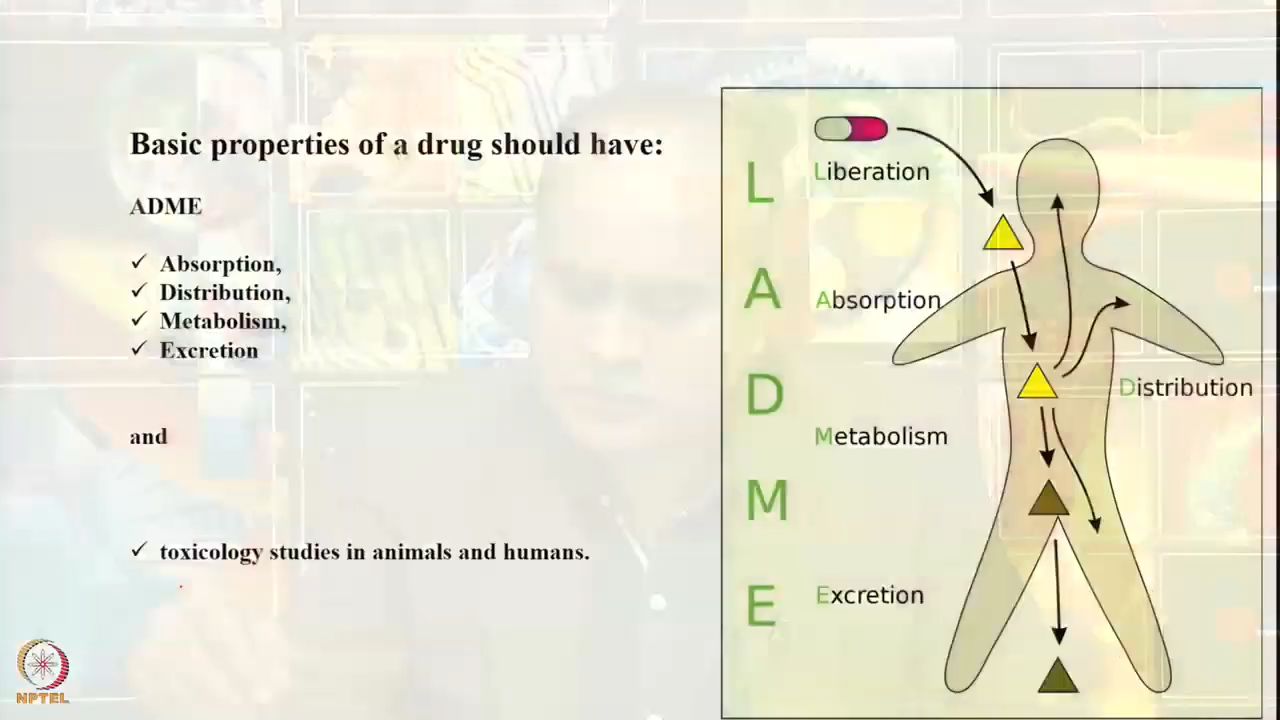 Basic properties of a drug should have:
ADME
✓ Absorption,
✓ Distribution,
✓ Metabolism,
✓ Excretion
and
✓ toxicology studies in animals and humans.
NPTEL
L
Liberation
A
Absorption
D
Distribution
Metabolism
M
E
Excretion